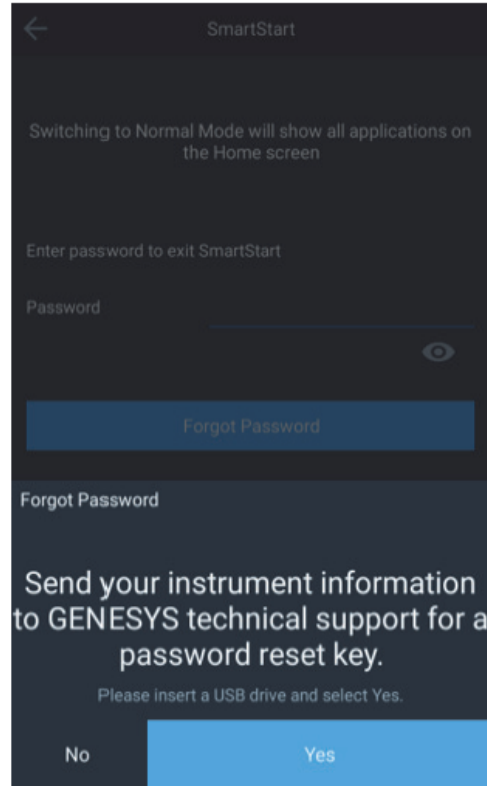 SmartStart
Switching to Normal Mode will show all applications on
the Home screen
Enter password to exit SmartStart
Password
Forgot Password
Forgot Password
Send your instrument information
to GENESYS technical support for a
password reset key.
Please insert a USB drive and select Yes.
No
Yes